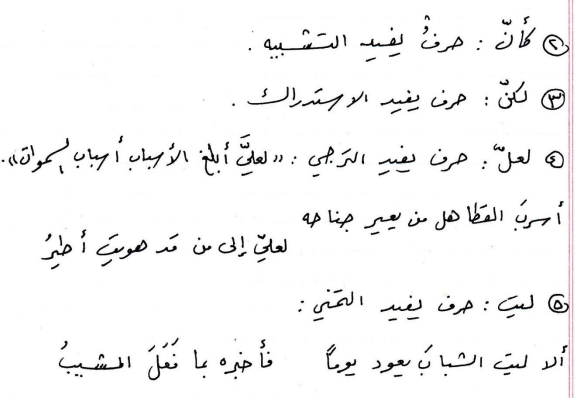 ② كأنّ : حرفٌ يفيد التشبيه .
③ لكنّ : حرف يفيد الاستدراك .
④ لعلّ : حرف يفيد الترجي : «لعليَّ أبلغ الأسباب أسباب السموات».
أسربَ القطا هل من يعير جناحه
لعليّ إلى من قد هويتِ أطيرُ
⑤ ليت : حرف يفيد التمني :
ألا ليت الشبابَ يعود يوماً فأخبره بما فَعَلَ المشيبُ